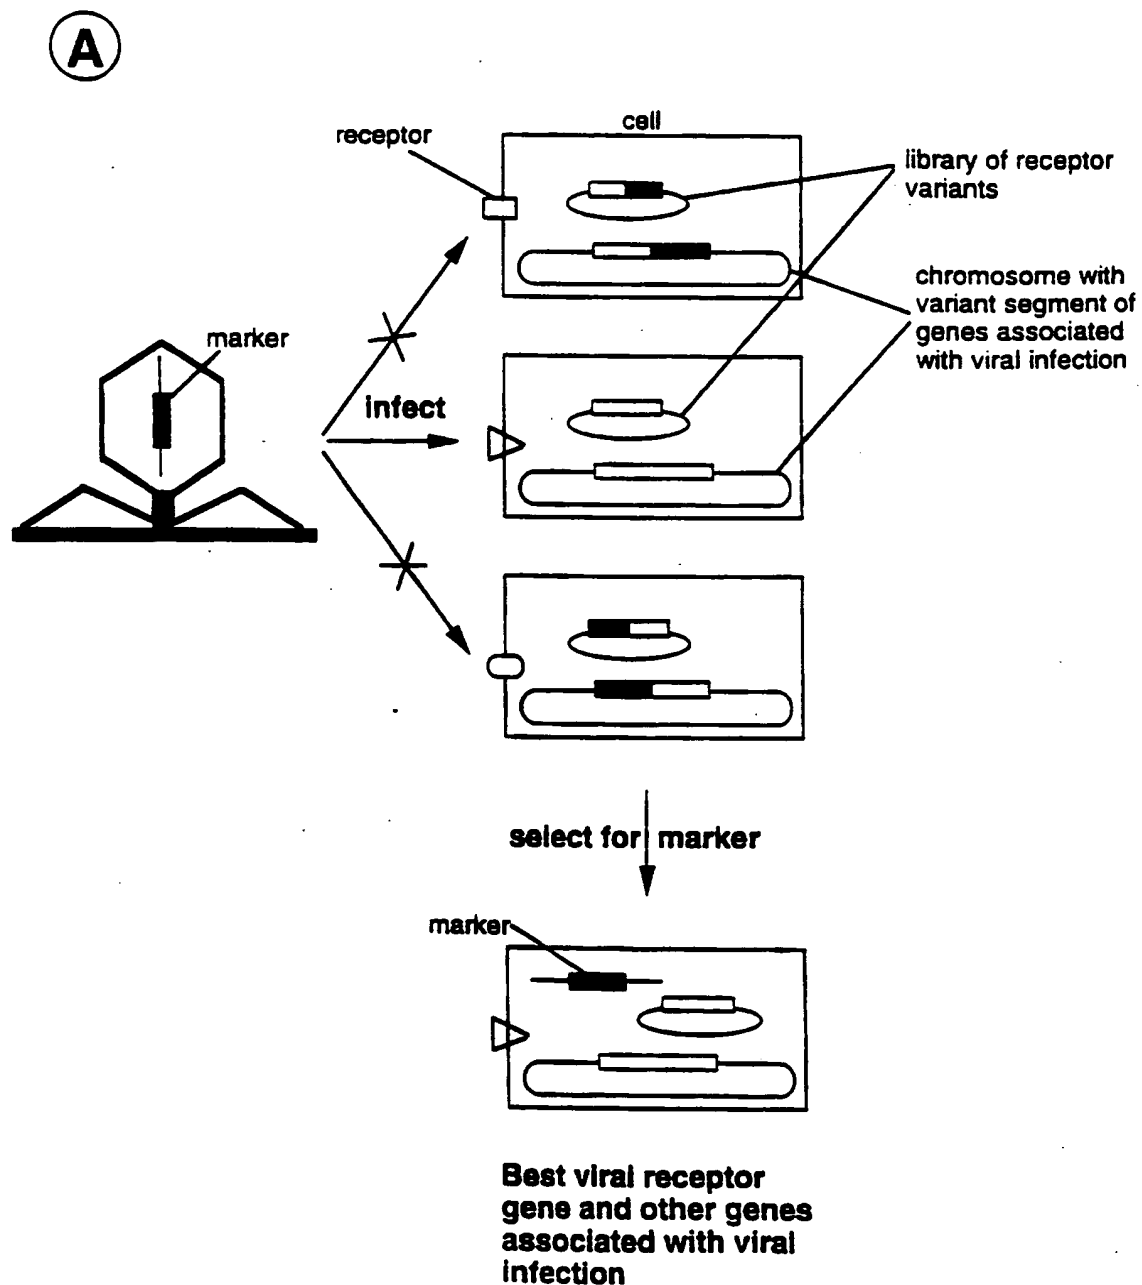 A
cell
receptor
library of receptor
variants
chromosome with
variant segment of
genes associated
with viral infection
marker
infect
select for marker
marker
Best viral receptor
gene and other genes
associated with viral
infection